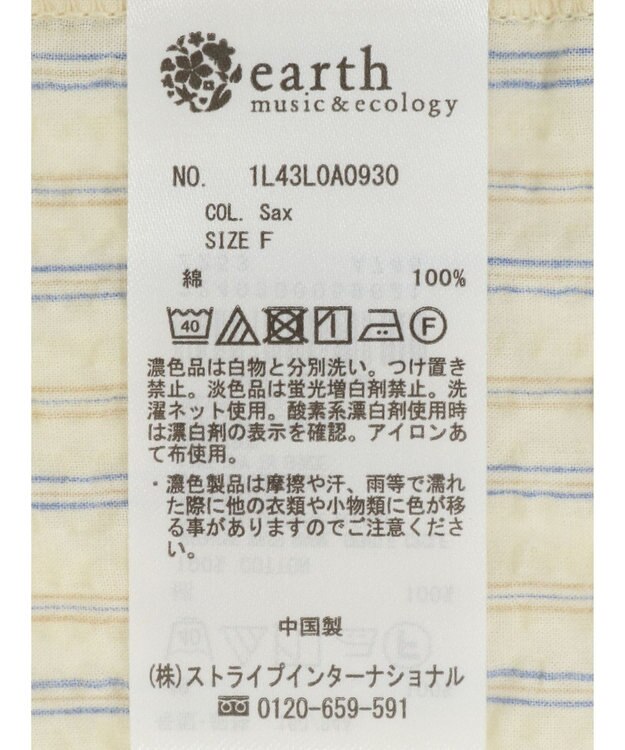 earth
music&ecology
NO. 1L43L0A0930
COL. Sax
SIZE F
綿 100%
40 F
濃色品は白物と分別洗い。つけ置き
禁止。淡色品は蛍光増白剤禁止。洗
濯ネット使用。酸素系漂白剤使用時
は漂白剤の表示を確認。アイロンあ
て布使用。
・濃色製品は摩擦や汗、雨等で濡れ
た際に他の衣類や小物類に色が移
る事がありますのでご注意くださ
い。
中国製
(株)ストライプインターナショナル
0120-659-591